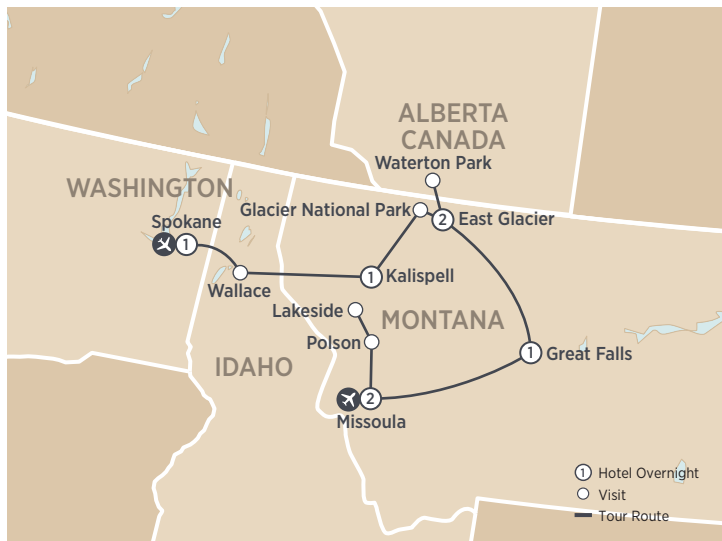 ALBERTA
CANADA
Waterton Park
WASHINGTON
Glacier National Park
2
East Glacier
Spokane
1
Wallace
1
Kalispell
Lakeside
MONTANA
Polson
1
Great Falls
IDAHO
2
Missoula
1 Hotel Overnight
Visit
Tour Route